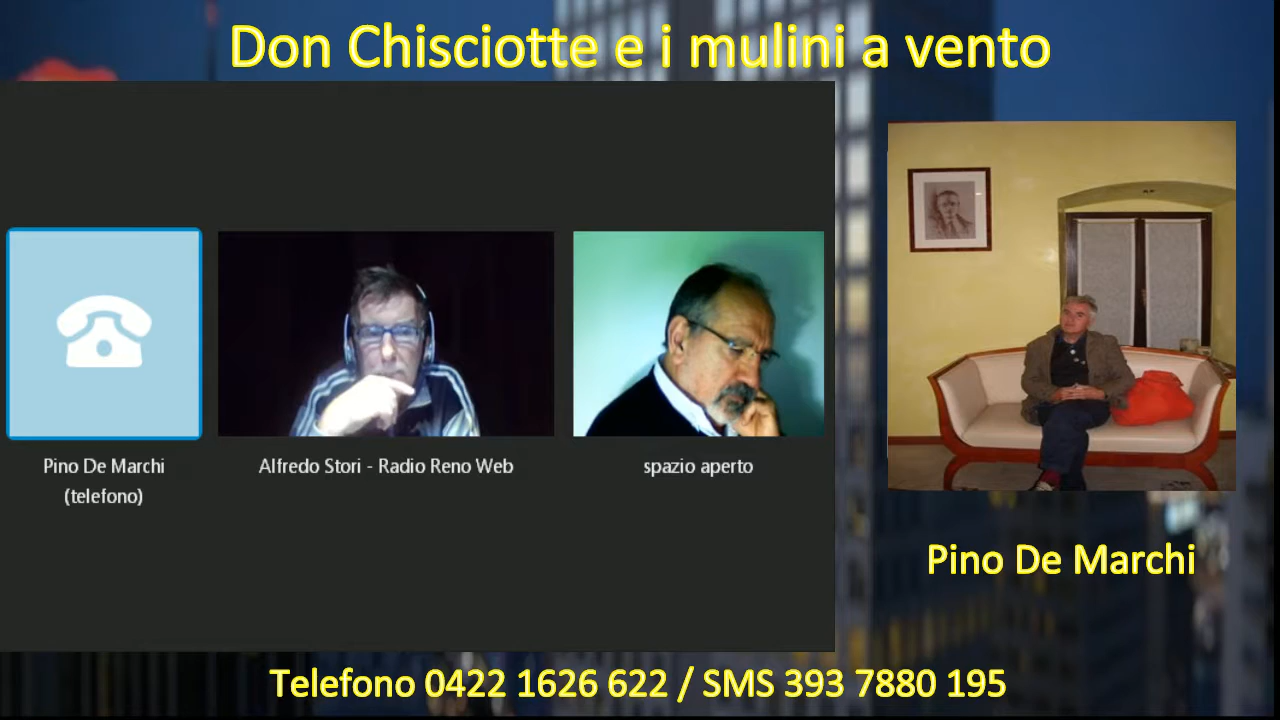 Don Chisciotte e i mulini a vento
Pino De Marchi
(telefono)
Alfredo Stori - Radio Reno Web
spazio aperto
Pino De Marchi
Telefono 0422 1626 622 / SMS 393 7880 195